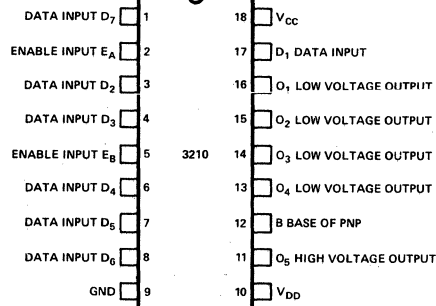 DATA INPUT D7 1 18 VCC
ENABLE INPUT EA 2 17 D1 DATA INPUT
DATA INPUT D2 3 16 O1 LOW VOLTAGE OUTPUT
DATA INPUT D3 4 15 O2 LOW VOLTAGE OUTPUT
ENABLE INPUT EB 5 3210 14 O3 LOW VOLTAGE OUTPUT
DATA INPUT D4 6 13 O4 LOW VOLTAGE OUTPUT
DATA INPUT D5 7 12 B BASE OF PNP
DATA INPUT D6 8 11 O5 HIGH VOLTAGE OUTPUT
GND 9 10 VDD